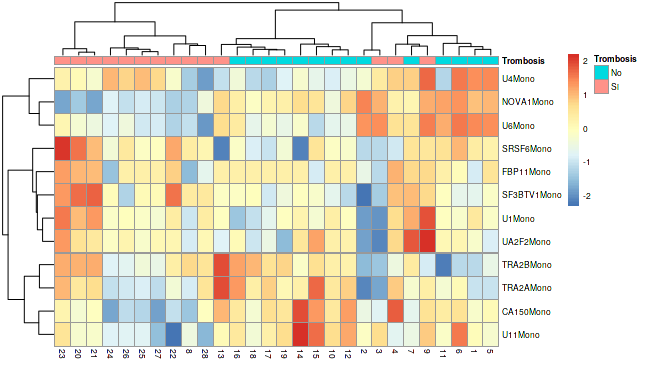 Trombosis
Trombosis
No
SI
2
1
0
-1
-2
U4Mono
NOVA1Mono
U6Mono
SRSF6Mono
FBP11Mono
SF3BTV1Mono
U1Mono
UA2F2Mono
TRA2BMono
TRA2AMono
CA150Mono
U11Mono
23 20 21 24 26 25 27 22 8 28 13 16 18 17 19 14 15 10 12 2 3 4 7 9 11 6 1 5